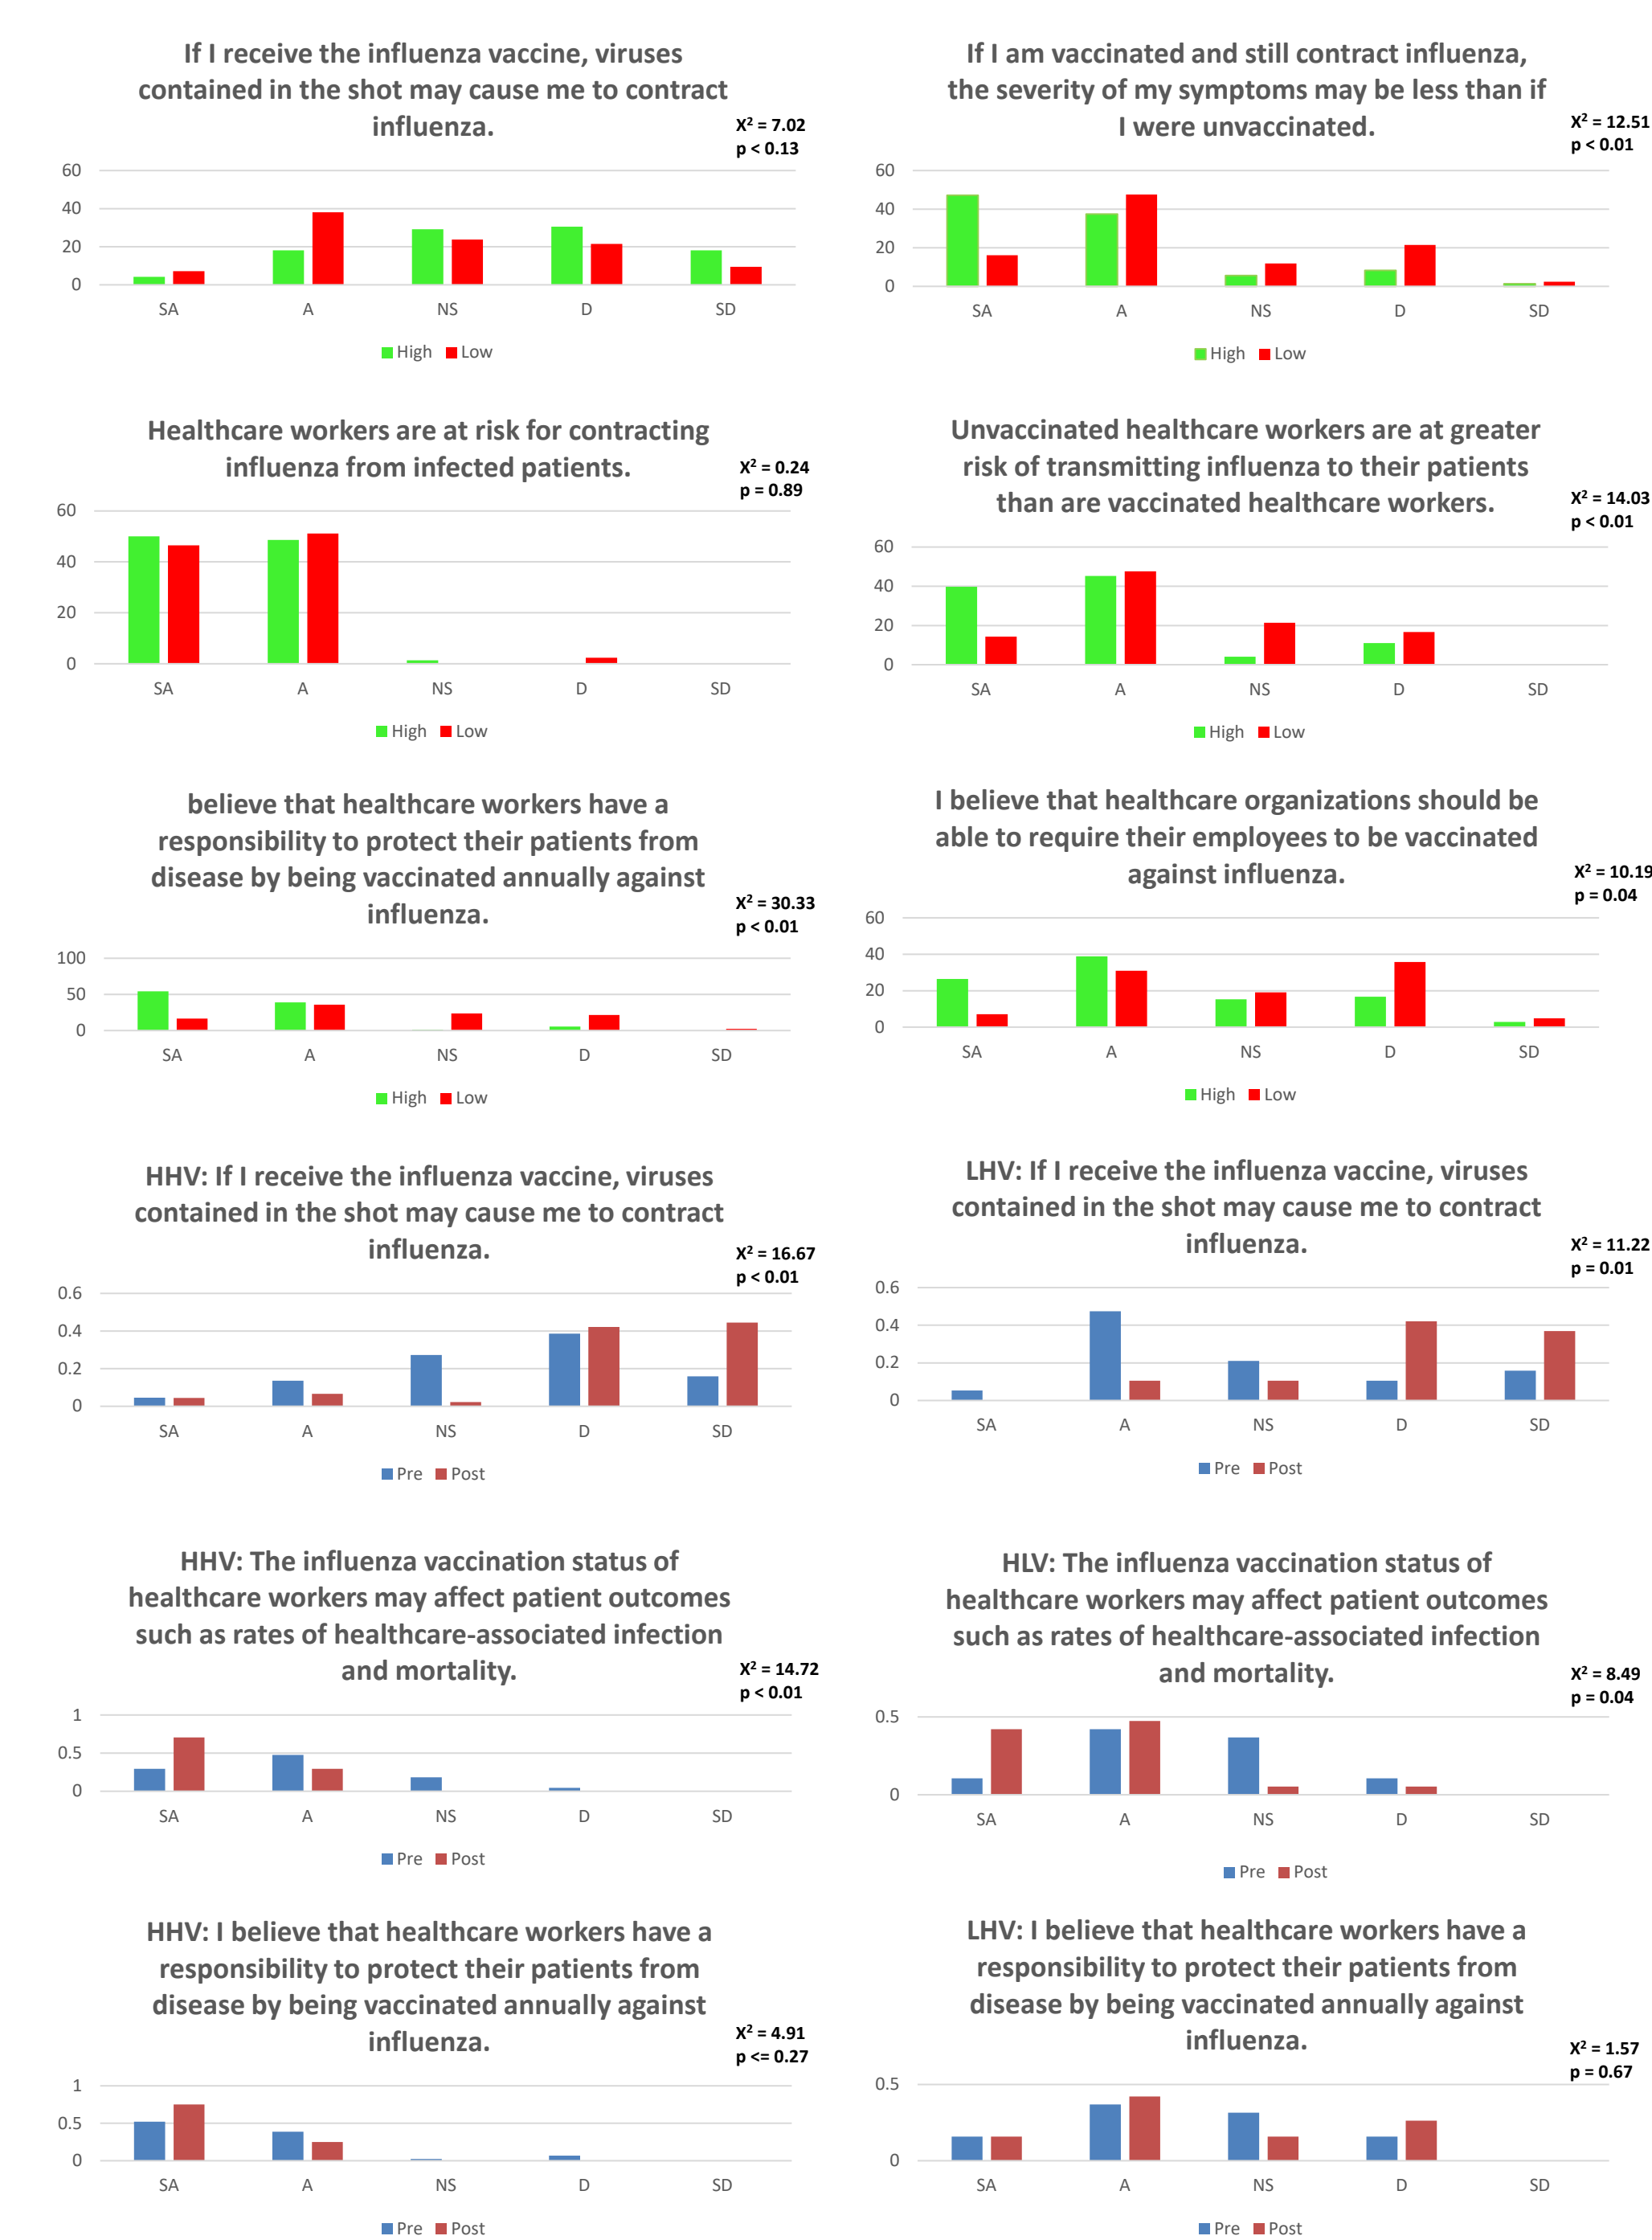 If I receive the influenza vaccine, viruses
contained in the shot may cause me to contract
influenza.
X² = 7.02
p < 0.13
60
40
20
0
SA A NS D SD
High Low
If I am vaccinated and still contract influenza,
the severity of my symptoms may be less than if
I were unvaccinated.
X² = 12.51
p < 0.01
60
40
20
0
SA A NS D SD
High Low
Healthcare workers are at risk for contracting
influenza from infected patients.
X² = 0.24
p = 0.89
60
40
20
0
SA A NS D SD
High Low
Unvaccinated healthcare workers are at greater
risk of transmitting influenza to their patients
than are vaccinated healthcare workers.
X² = 14.03
p < 0.01
60
40
20
0
SA A NS D SD
High Low
believe that healthcare workers have a
responsibility to protect their patients from
disease by being vaccinated annually against
influenza.
X² = 30.33
p < 0.01
100
50
0
SA A NS D SD
High Low
I believe that healthcare organizations should be
able to require their employees to be vaccinated
against influenza.
X² = 10.19
p = 0.04
60
40
20
0
SA A NS D SD
High Low
HHV: If I receive the influenza vaccine, viruses
contained in the shot may cause me to contract
influenza.
X² = 16.67
p < 0.01
0.6
0.4
0.2
0
SA A NS D SD
Pre Post
LHV: If I receive the influenza vaccine, viruses
contained in the shot may cause me to contract
influenza.
X² = 11.22
p = 0.01
0.6
0.4
0.2
0
SA A NS D SD
Pre Post
HHV: The influenza vaccination status of
healthcare workers may affect patient outcomes
such as rates of healthcare-associated infection
and mortality.
X² = 14.72
p < 0.01
1
0.5
0
SA A NS D SD
Pre Post
HLV: The influenza vaccination status of
healthcare workers may affect patient outcomes
such as rates of healthcare-associated infection
and mortality.
X² = 8.49
p = 0.04
0.5
0
SA A NS D SD
Pre Post
HHV: I believe that healthcare workers have a
responsibility to protect their patients from
disease by being vaccinated annually against
influenza.
X² = 4.91
p <= 0.27
1
0.5
0
SA A NS D SD
Pre Post
LHV: I believe that healthcare workers have a
responsibility to protect their patients from
disease by being vaccinated annually against
influenza.
X² = 1.57
p = 0.67
0.5
0
SA A NS D SD
Pre Post